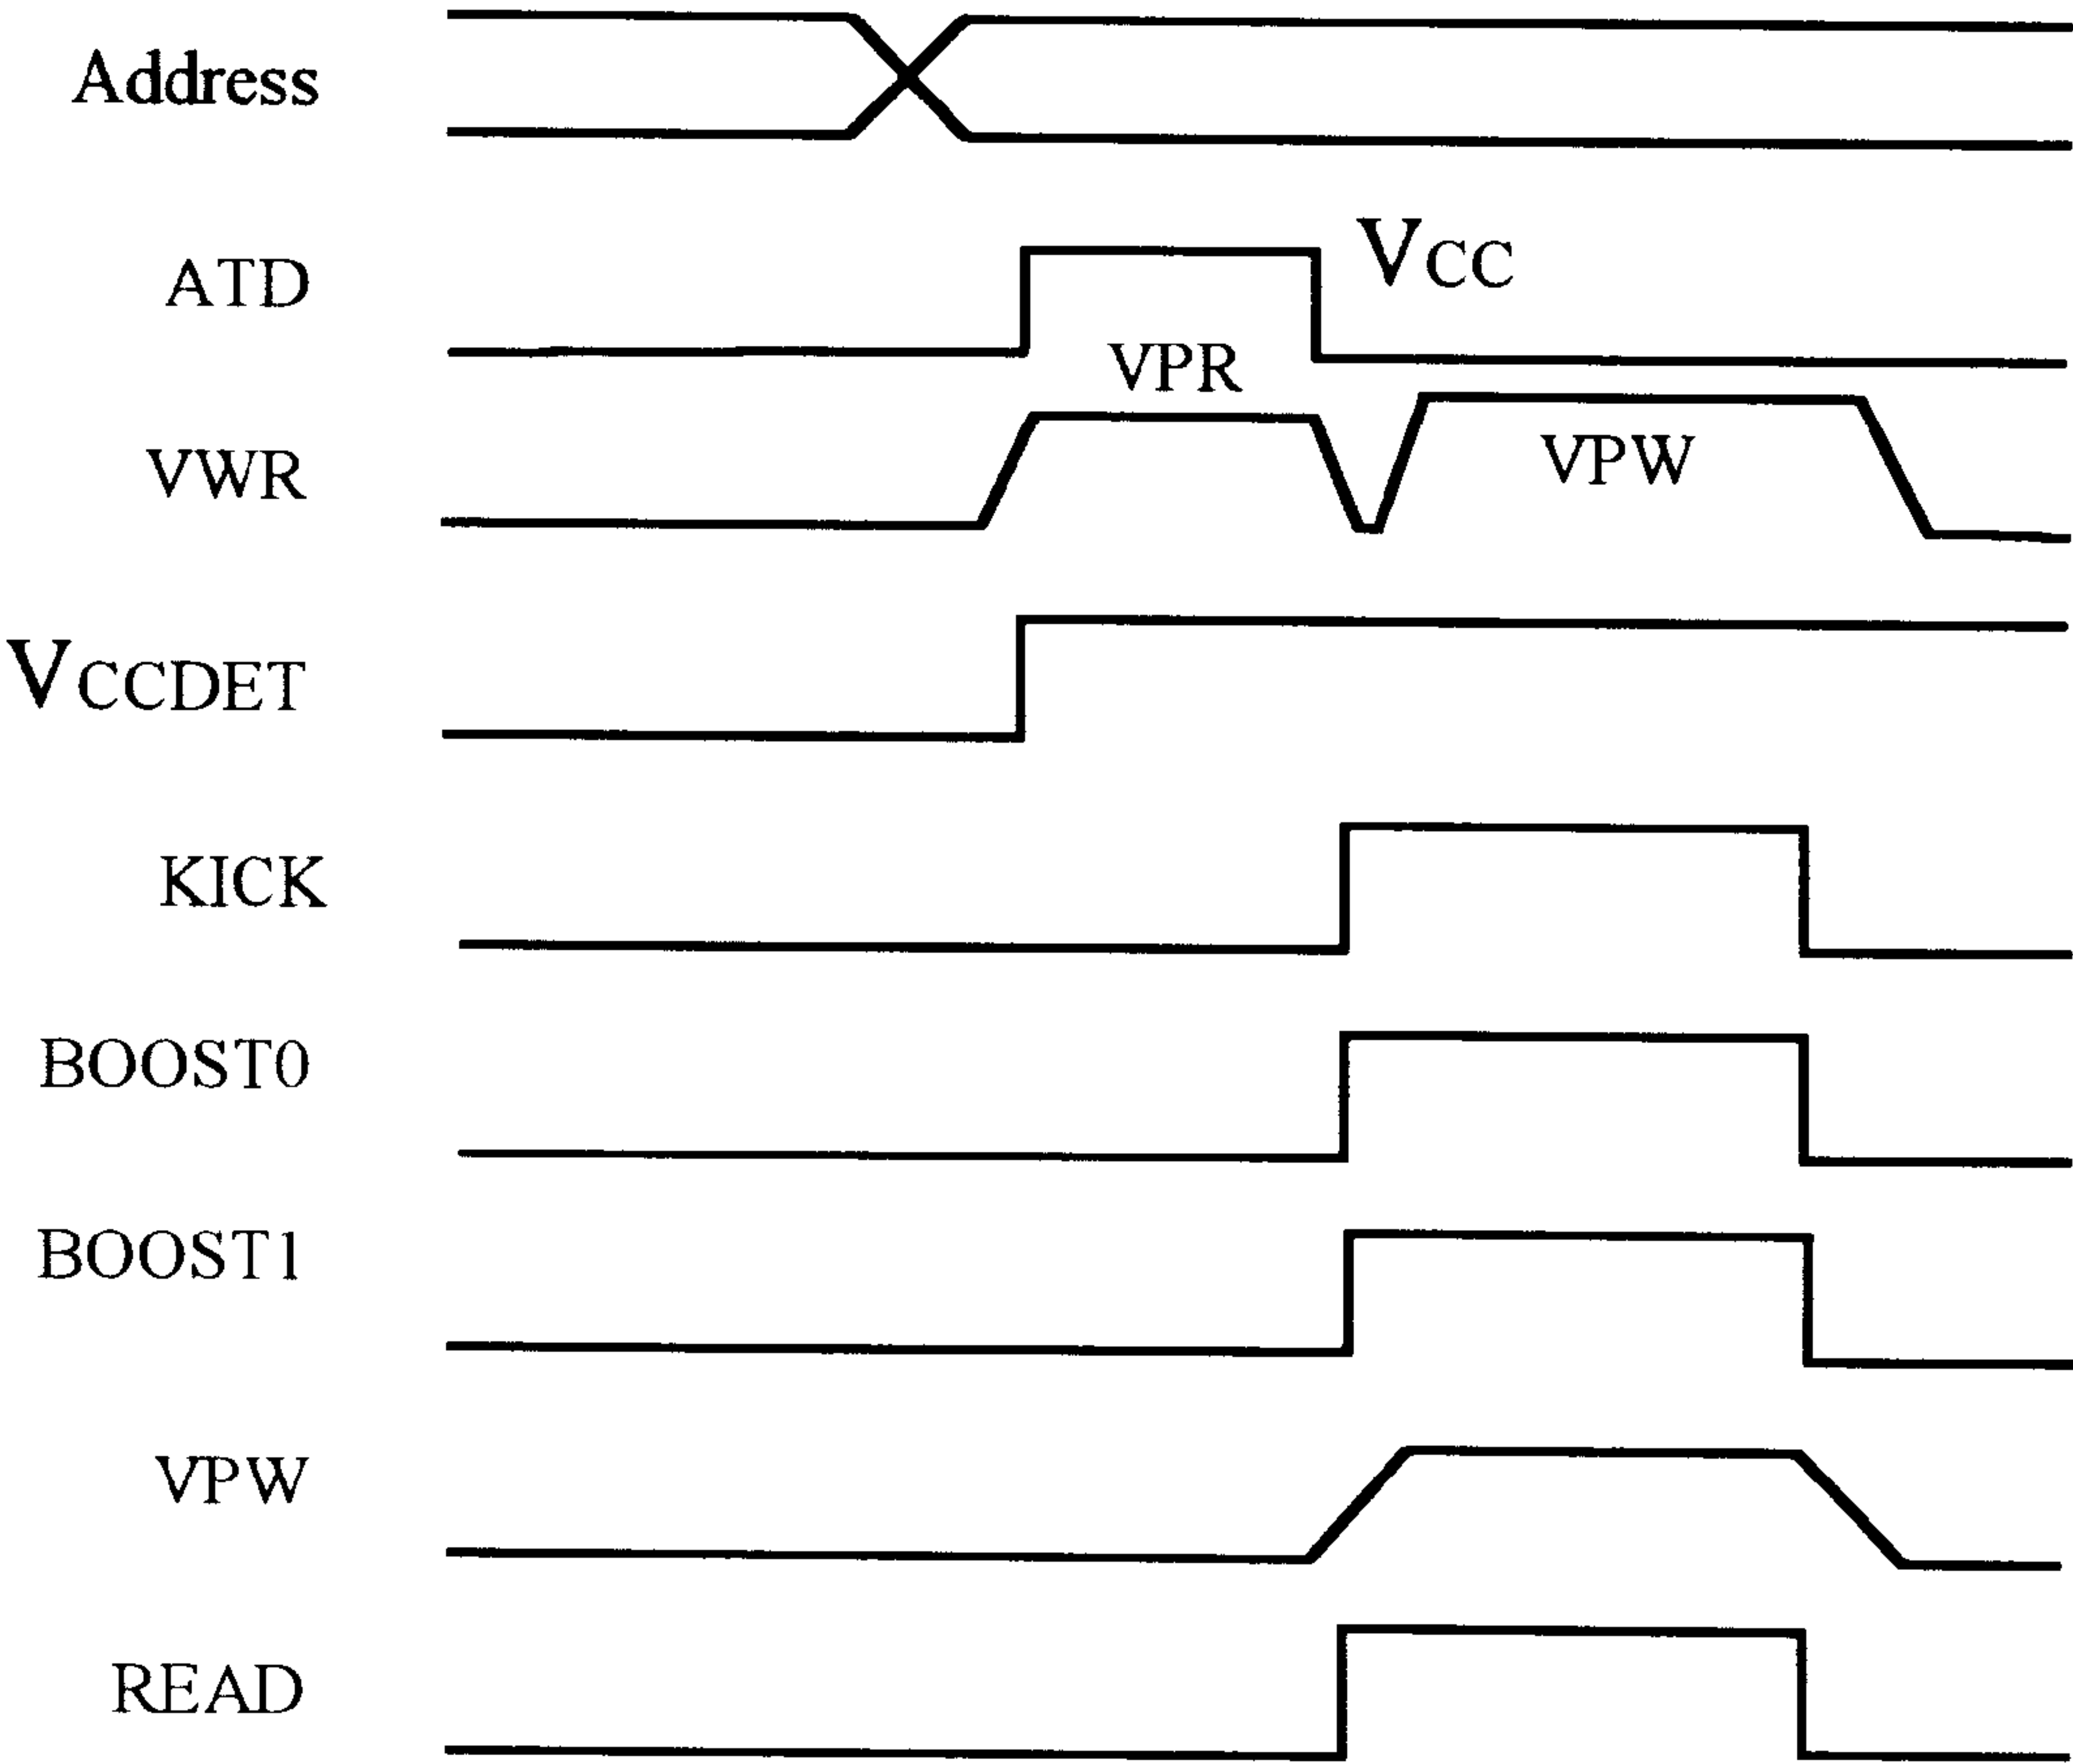 Address
ATD
VCC
VPR
VWR
VPW
VCCDET
KICK
BOOST0
BOOST1
VPW
READ